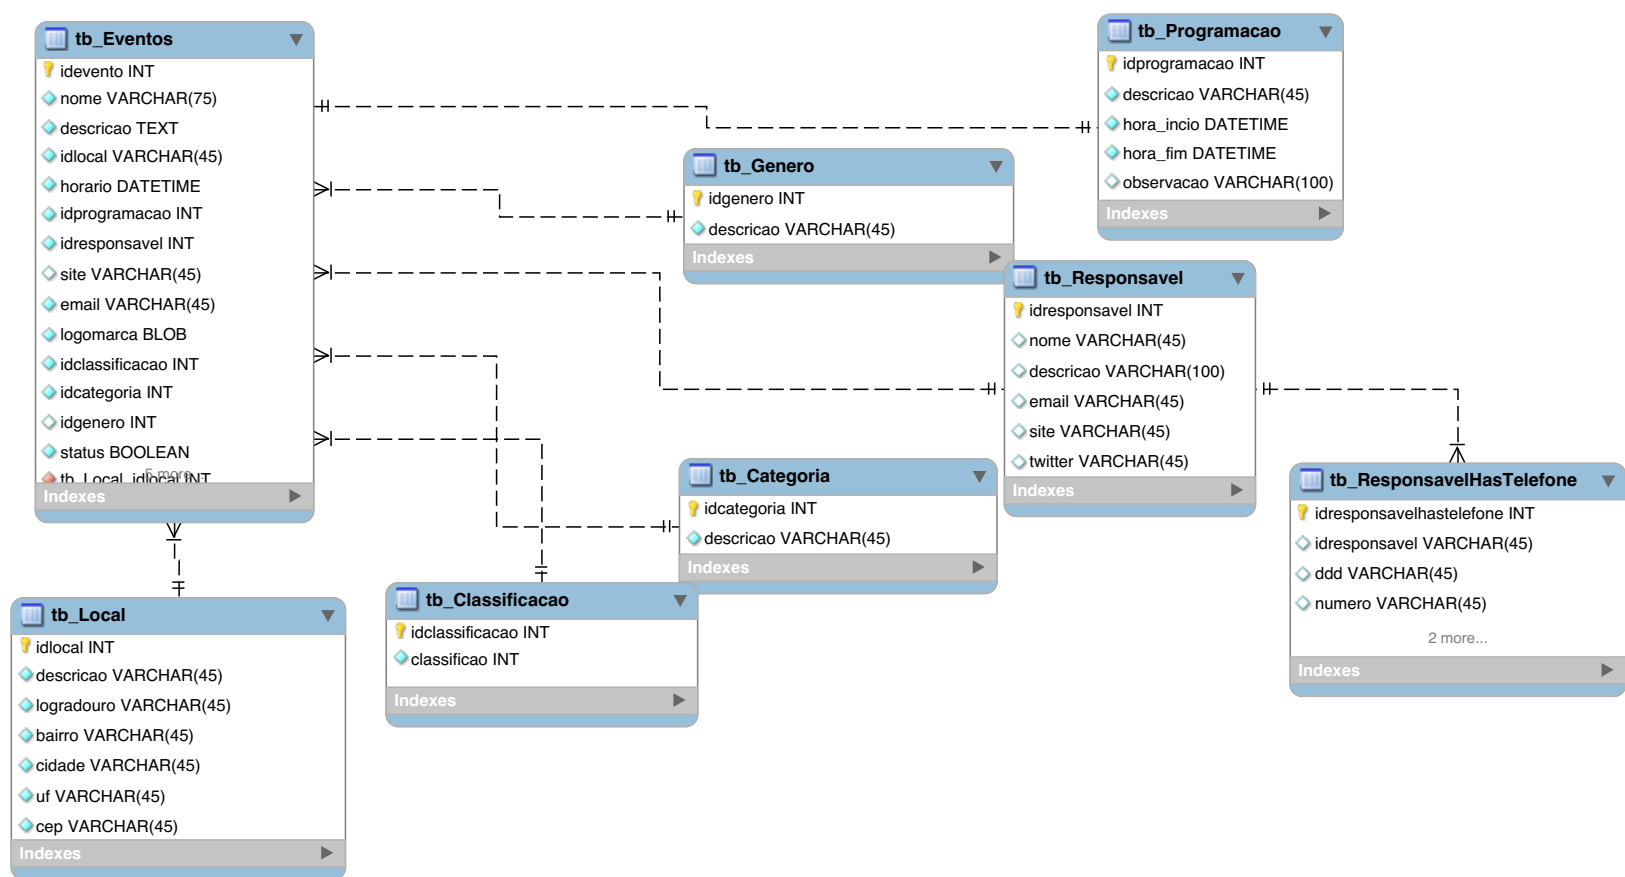 tb_Eventos
idevento INT
nome VARCHAR(75)
descricao TEXT
idlocal VARCHAR(45)
horario DATETIME
idprogramacao INT
idresponsavel INT
site VARCHAR(45)
email VARCHAR(45)
logomarca BLOB
idclassificacao INT
idcategoria INT
idgenero INT
status BOOLEAN
tb_Local_idlocal INT
5 more...
Indexes
tb_Programacao
idprogramacao INT
descricao VARCHAR(45)
hora_incio DATETIME
hora_fim DATETIME
observacao VARCHAR(100)
Indexes
tb_Genero
idgenero INT
descricao VARCHAR(45)
Indexes
tb_Responsavel
idresponsavel INT
nome VARCHAR(45)
descricao VARCHAR(100)
email VARCHAR(45)
site VARCHAR(45)
twitter VARCHAR(45)
Indexes
tb_Categoria
idcategoria INT
descricao VARCHAR(45)
Indexes
tb_ResponsavelHasTelefone
idresponsavelhastelefone INT
idresponsavel VARCHAR(45)
ddd VARCHAR(45)
numero VARCHAR(45)
2 more...
Indexes
tb_Local
idlocal INT
descricao VARCHAR(45)
logradouro VARCHAR(45)
bairro VARCHAR(45)
cidade VARCHAR(45)
uf VARCHAR(45)
cep VARCHAR(45)
Indexes
tb_Classificacao
idclassificacao INT
classificao INT
Indexes